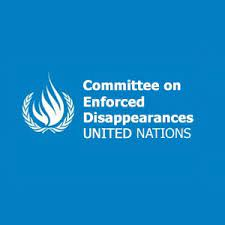 Committee on
Enforced
Disappearances
UNITED NATIONS